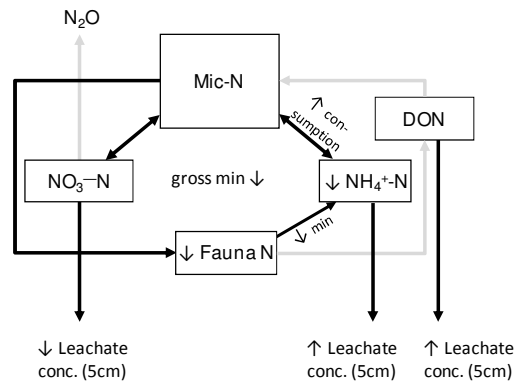 N₂O
Mic-N
↑ con-
sumption
DON
NO₃—N
gross min ↓
↓ NH₄⁺-N
↓ min
↓ Fauna N
↓ Leachate
conc. (5cm)
↑ Leachate
conc. (5cm)
↑ Leachate
conc. (5cm)